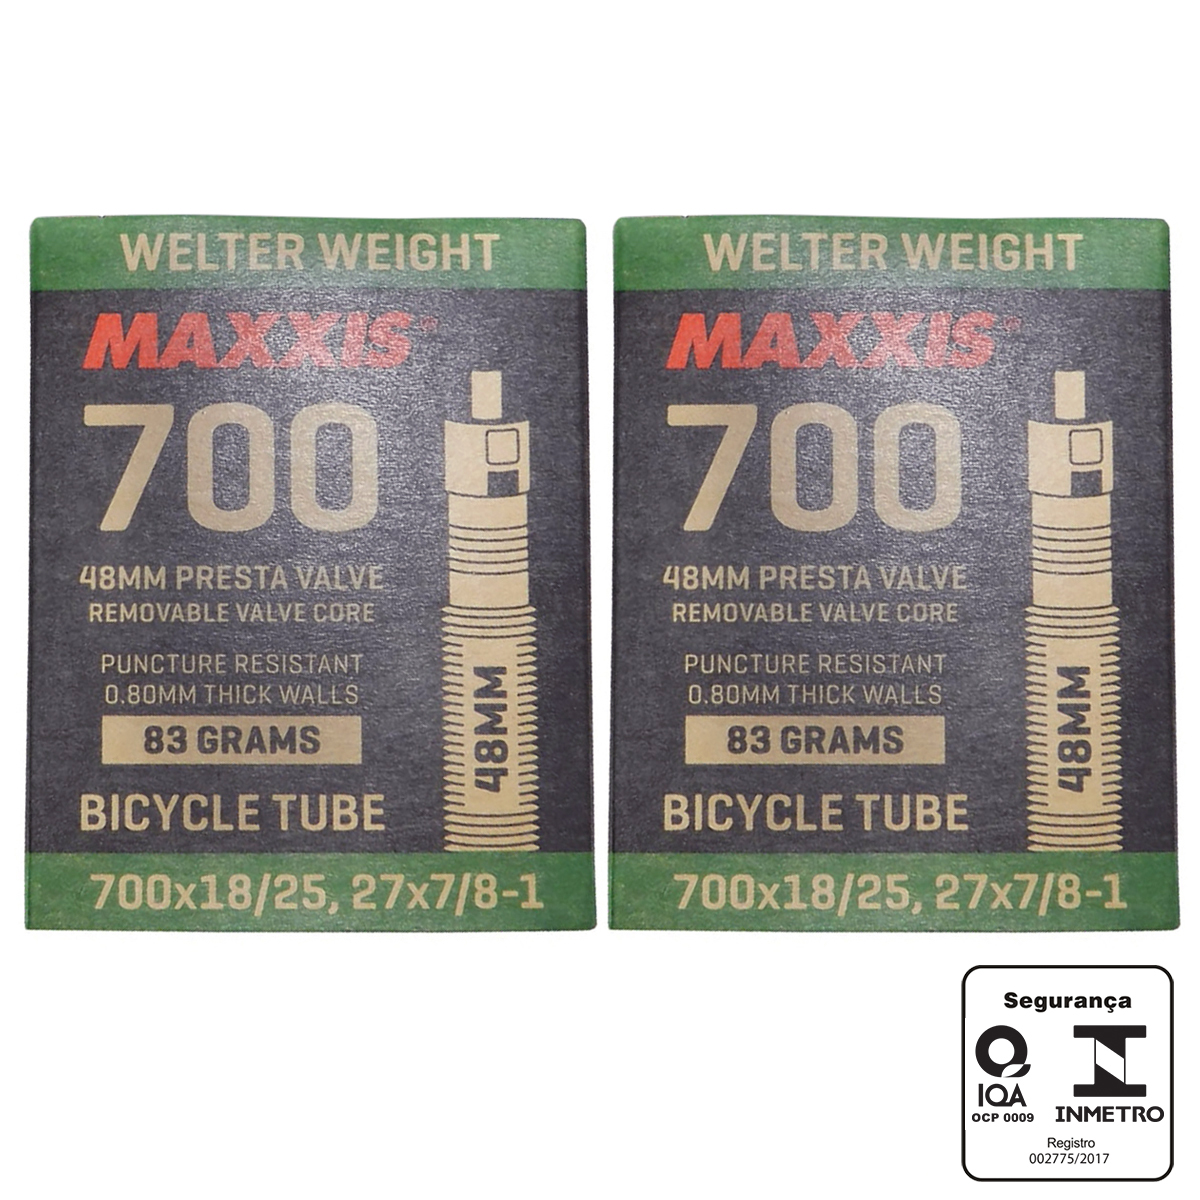 WELTER WEIGHT
MAXXIS®
700
48MM PRESTA VALVE
REMOVABLE VALVE CORE
PUNCTURE RESISTANT
0.80MM THICK WALLS
83 GRAMS
BICYCLE TUBE
48MM
700x18/25, 27x7/8-1
WELTER WEIGHT
MAXXIS®
700
48MM PRESTA VALVE
REMOVABLE VALVE CORE
PUNCTURE RESISTANT
0.80MM THICK WALLS
83 GRAMS
BICYCLE TUBE
48MM
700x18/25, 27x7/8-1
Segurança
IQA
OCP 0009
INMETRO
Registro
002775/2017